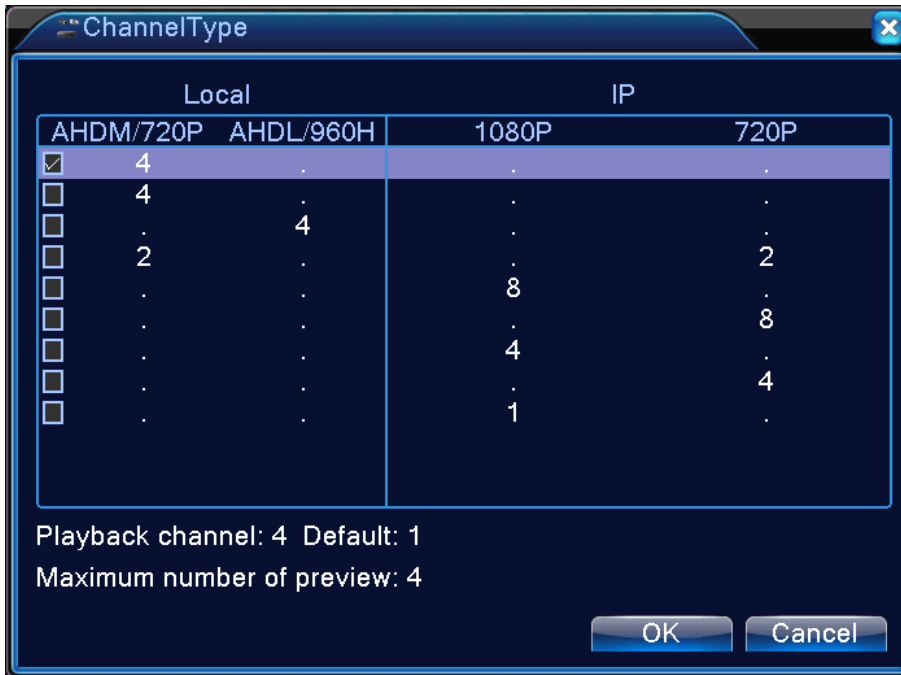 ChannelType
Local IP
AHDM/720P AHDL/960H 1080P 720P
4 . . .
4 . . .
. 4 . .
2 . . 2
. . 8 .
. . . 8
. . 4 .
. . . 4
. . 1 .
Playback channel: 4 Default: 1
Maximum number of preview: 4
OK Cancel